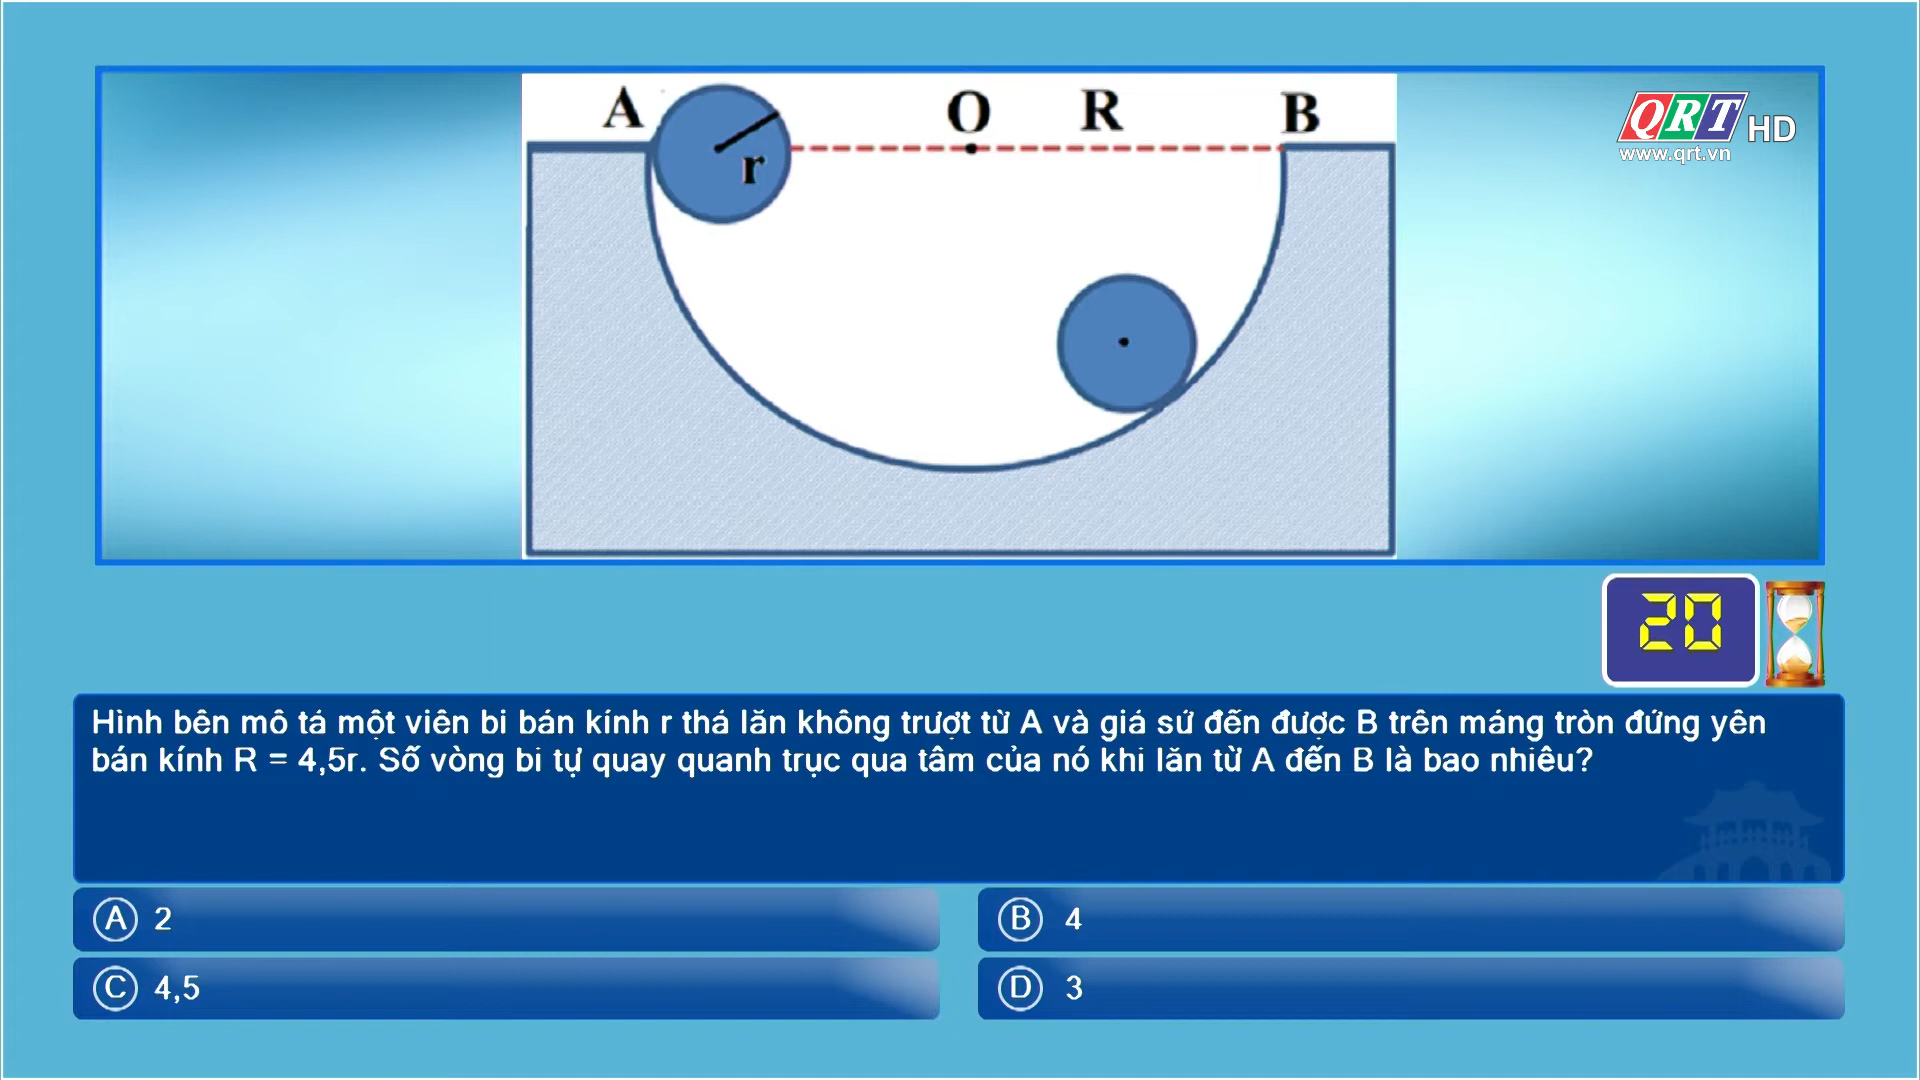 A
O
R
B
r
QRT HD
www.qrt.vn
20
Hình bên mô tả một viên bi bán kính r thả lăn không trượt từ A và giả sử đến được B trên máng tròn đứng yên
bán kính R = 4,5r. Số vòng bi tự quay quanh trục qua tâm của nó khi lăn từ A đến B là bao nhiêu?
A 2
B 4
C 4,5
D 3